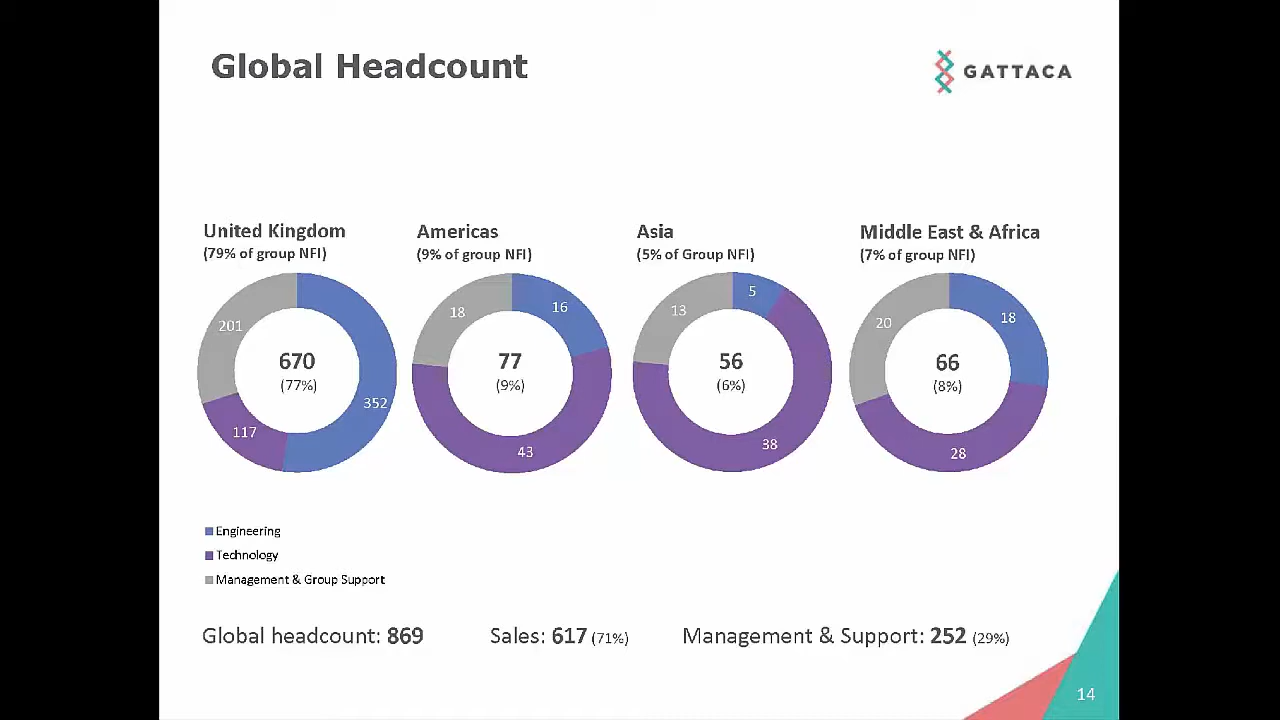 Global Headcount
GATTACA
United Kingdom
(79% of group NFI)
201
670
(77%)
352
117
Americas
(9% of group NFI)
18
16
77
(9%)
43
Asia
(5% of Group NFI)
5
13
56
(6%)
38
Middle East & Africa
(7% of group NFI)
20
18
66
(8%)
28
Engineering
Technology
Management & Group Support
Global headcount: 869
Sales: 617 (71%)
Management & Support: 252 (29%)
14